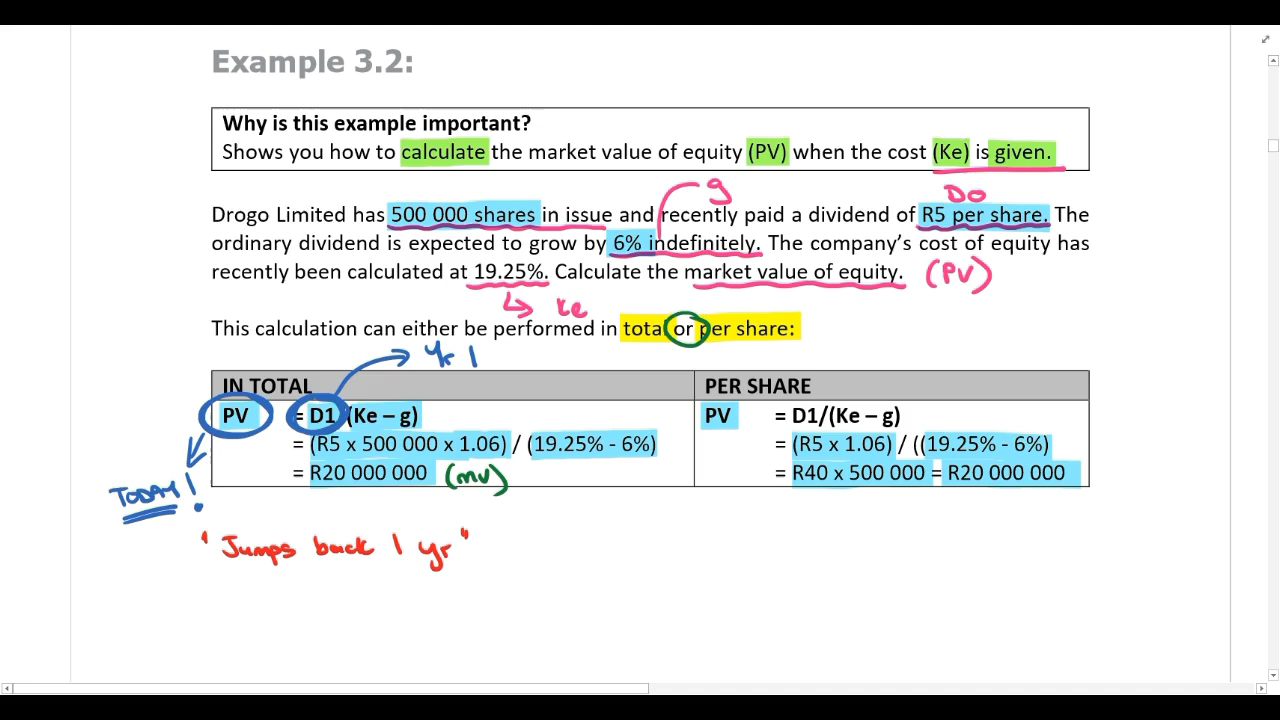 Example 3.2:
Why is this example important?
Shows you how to calculate the market value of equity (PV) when the cost (Ke) is given.
g
DO
Drogo Limited has 500 000 shares in issue and recently paid a dividend of R5 per share. The
ordinary dividend is expected to grow by 6% indefinitely. The company's cost of equity has
recently been calculated at 19.25%. Calculate the market value of equity. (PV)
Ke
This calculation can either be performed in total or per share:
Yr 1
IN TOTAL PER SHARE
PV = D1/(Ke – g) PV = D1/(Ke – g)
= (R5 x 500 000 x 1.06) / (19.25% - 6%) = (R5 x 1.06) / ((19.25% - 6%)
= R20 000 000 (mv) = R40 x 500 000 = R20 000 000
TODAY!
"Jumps back 1 yr"